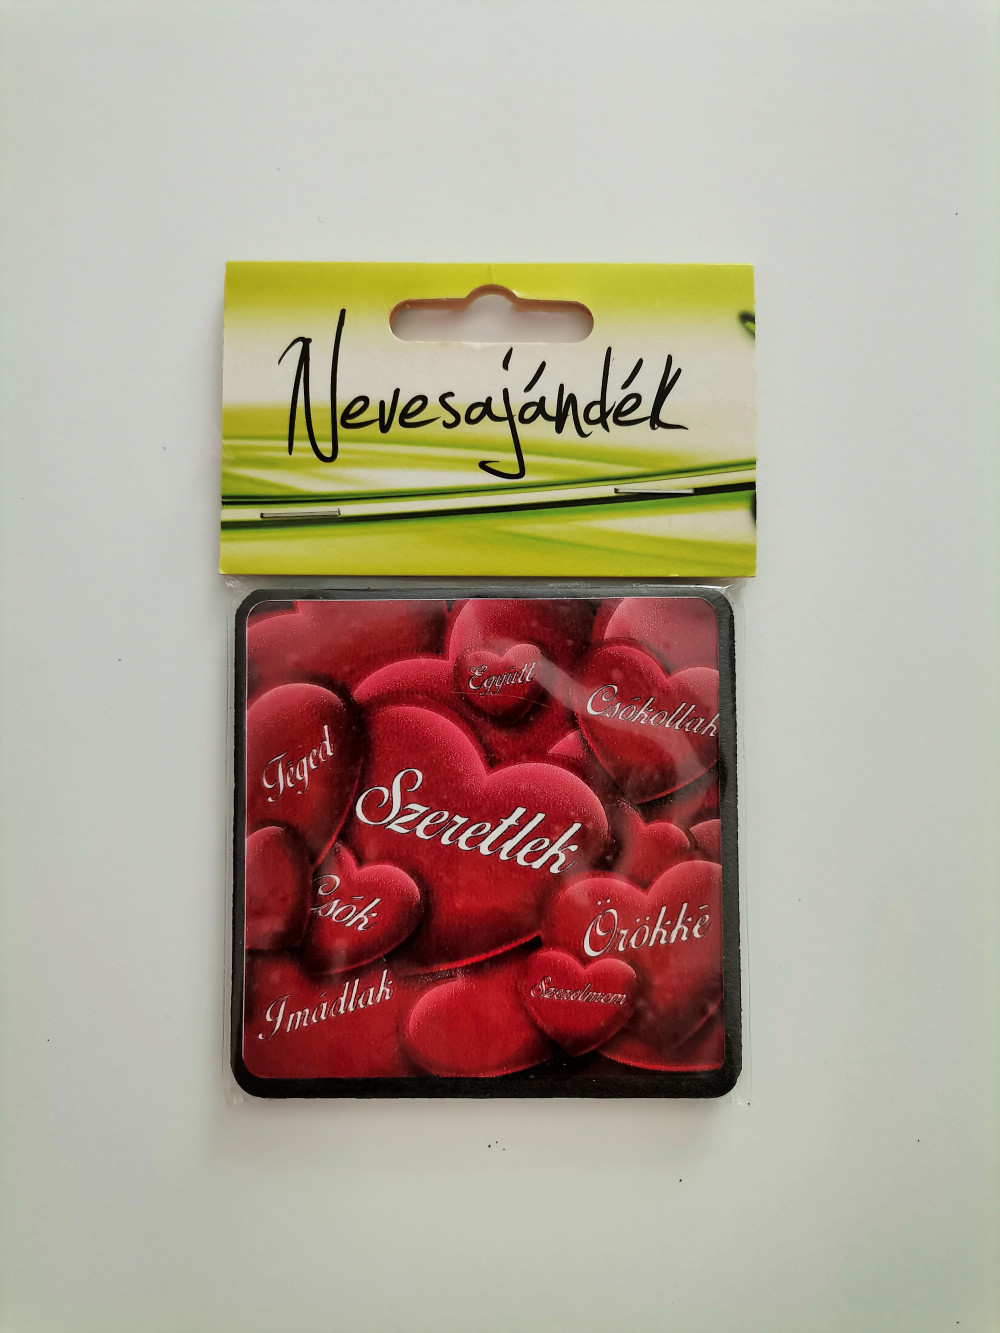 Nevesajándék
Együtt
Csókollak
Téged
Szeretlek
Csók
Örökké
Imádlak
Szerelmem